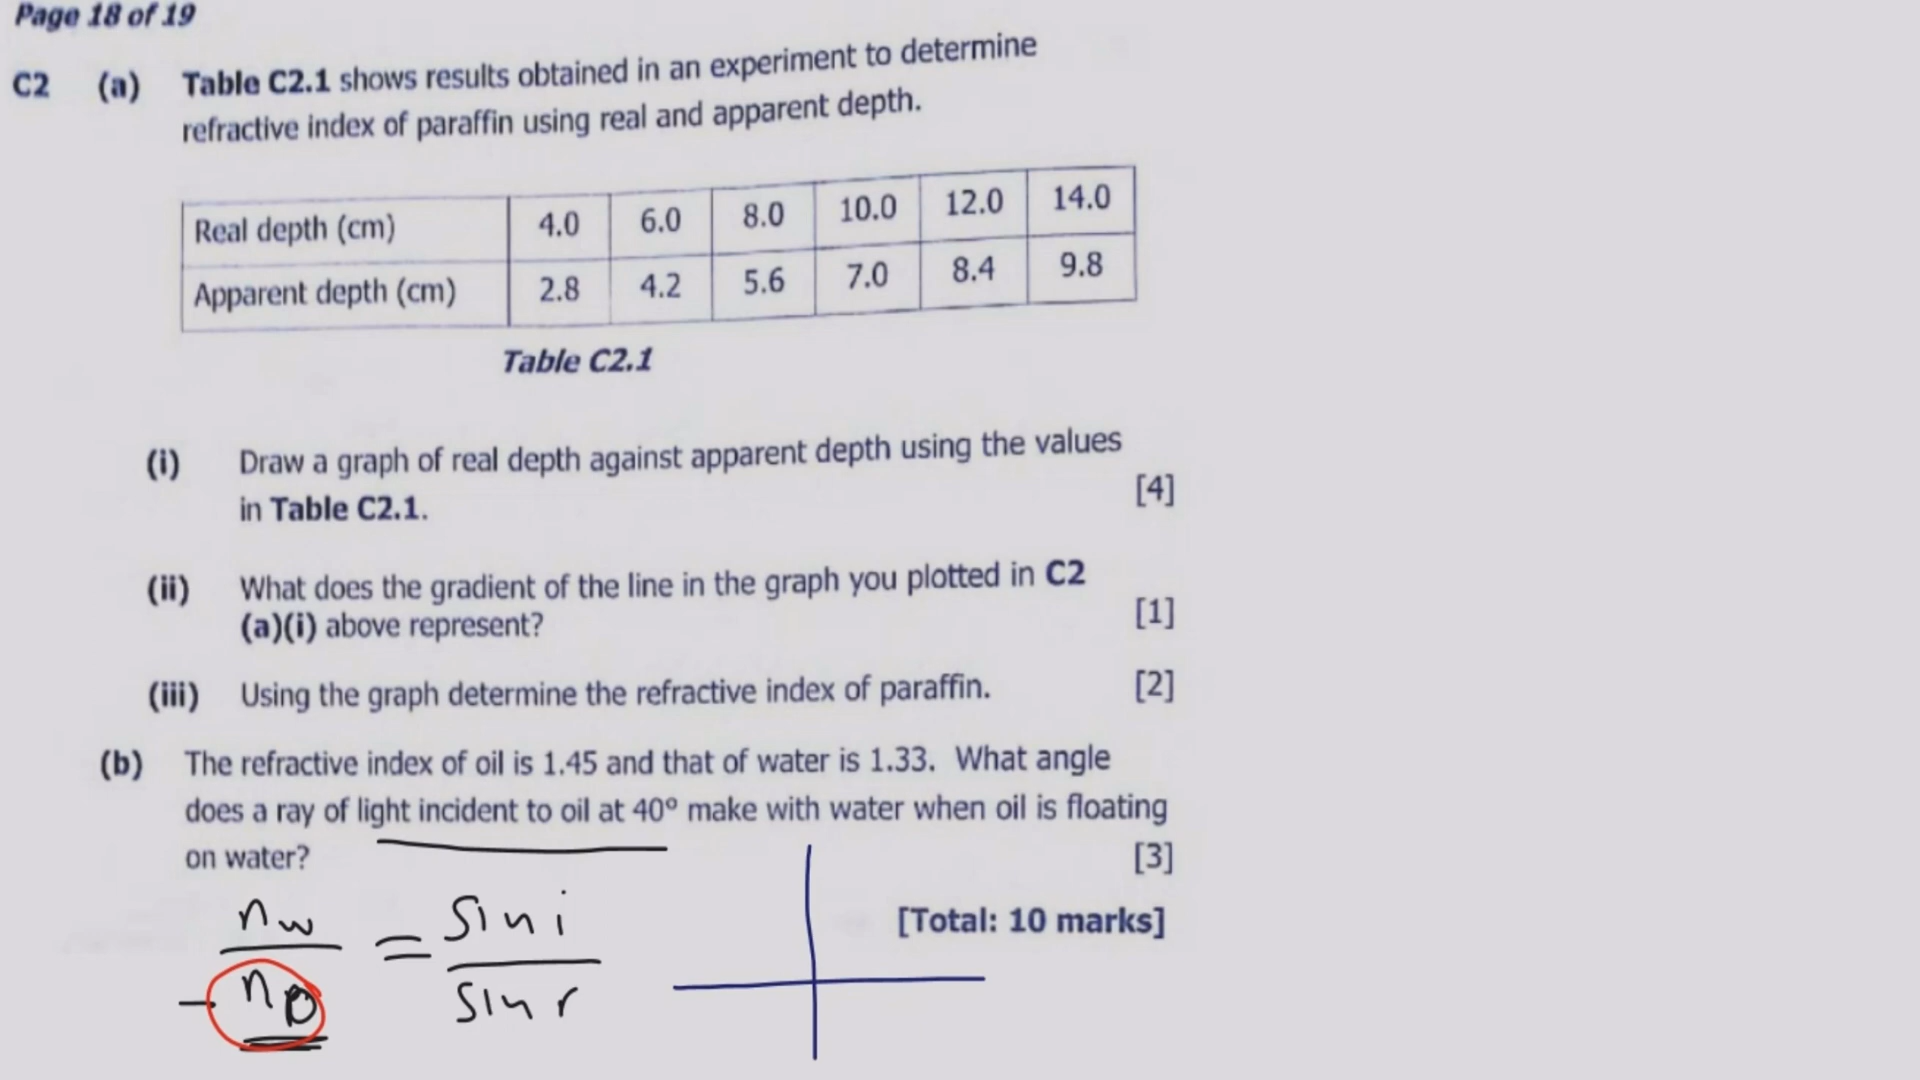 Page 18 of 19
C2 (a) Table C2.1 shows results obtained in an experiment to determine
refractive index of paraffin using real and apparent depth.
Real depth (cm) 4.0 6.0 8.0 10.0 12.0 14.0
Apparent depth (cm) 2.8 4.2 5.6 7.0 8.4 9.8
Table C2.1
(i) Draw a graph of real depth against apparent depth using the values
in Table C2.1. [4]
(ii) What does the gradient of the line in the graph you plotted in C2
(a)(i) above represent? [1]
(iii) Using the graph determine the refractive index of paraffin. [2]
(b) The refractive index of oil is 1.45 and that of water is 1.33. What angle
does a ray of light incident to oil at 40º make with water when oil is floating
on water? [3]
[Total: 10 marks]
nw = sin i
no sin r